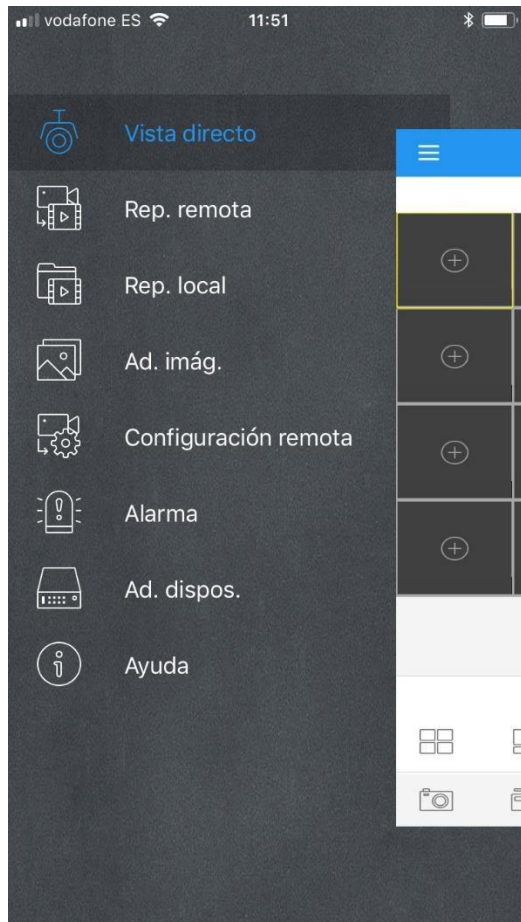 vodafone ES 11:51
Vista directo
Rep. remota
Rep. local
Ad. imág.
Configuración remota
Alarma
Ad. dispos.
Ayuda